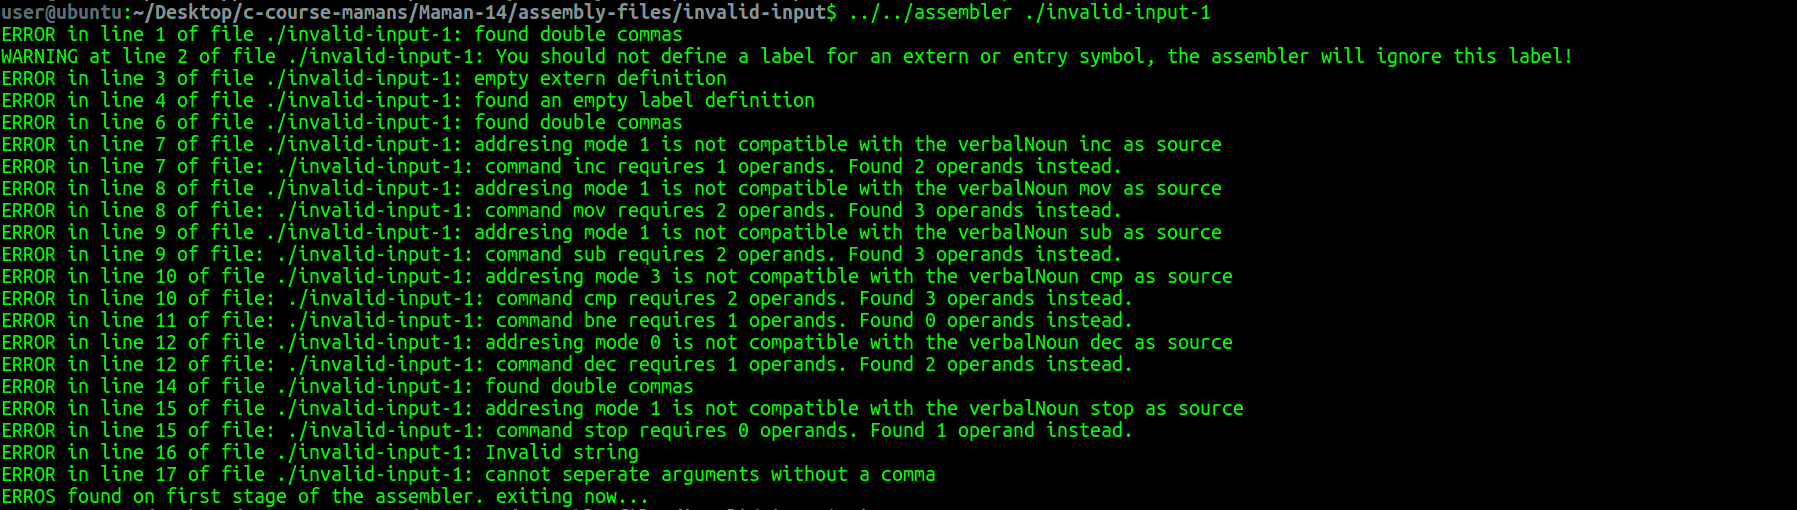 user@ubuntu:~/Desktop/c-course-mamans/Maman-14/assembly-files/invalid-input$ ../../assembler ./invalid-input-1
ERROR in line 1 of file ./invalid-input-1: found double commas
WARNING at line 2 of file ./invalid-input-1: You should not define a label for an extern or entry symbol, the assembler will ignore this label!
ERROR in line 3 of file ./invalid-input-1: empty extern definition
ERROR in line 4 of file ./invalid-input-1: found an empty label definition
ERROR in line 6 of file ./invalid-input-1: found double commas
ERROR in line 7 of file ./invalid-input-1: addresing mode 1 is not compatible with the verbalNoun inc as source
ERROR in line 7 of file: ./invalid-input-1: command inc requires 1 operands. Found 2 operands instead.
ERROR in line 8 of file ./invalid-input-1: addresing mode 1 is not compatible with the verbalNoun mov as source
ERROR in line 8 of file: ./invalid-input-1: command mov requires 2 operands. Found 3 operands instead.
ERROR in line 9 of file ./invalid-input-1: addresing mode 1 is not compatible with the verbalNoun sub as source
ERROR in line 9 of file: ./invalid-input-1: command sub requires 2 operands. Found 3 operands instead.
ERROR in line 10 of file ./invalid-input-1: addresing mode 3 is not compatible with the verbalNoun cmp as source
ERROR in line 10 of file: ./invalid-input-1: command cmp requires 2 operands. Found 3 operands instead.
ERROR in line 11 of file: ./invalid-input-1: command bne requires 1 operands. Found 0 operands instead.
ERROR in line 12 of file ./invalid-input-1: addresing mode 0 is not compatible with the verbalNoun dec as source
ERROR in line 12 of file: ./invalid-input-1: command dec requires 1 operands. Found 2 operands instead.
ERROR in line 14 of file ./invalid-input-1: found double commas
ERROR in line 15 of file ./invalid-input-1: addresing mode 1 is not compatible with the verbalNoun stop as source
ERROR in line 15 of file: ./invalid-input-1: command stop requires 0 operands. Found 1 operand instead.
ERROR in line 16 of file ./invalid-input-1: Invalid string
ERROR in line 17 of file ./invalid-input-1: cannot seperate arguments without a comma
ERROS found on first stage of the assembler. exiting now...